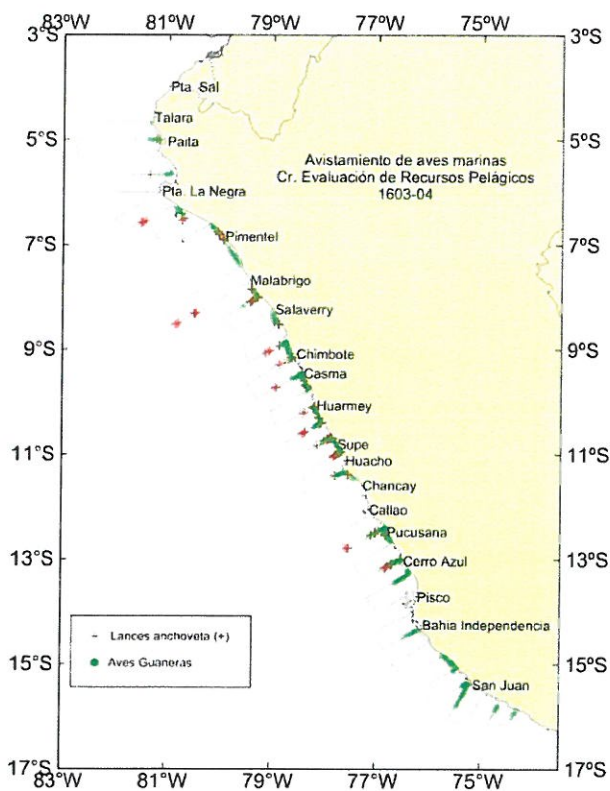 83°W 81°W 79°W 77°W 75°W
3°S 3°S
Pta. Sal
Talara
5°S 5°S
Paita
Avistamiento de aves marinas
Cr. Evaluación de Recursos Pelágicos
1603-04
Pta. La Negra
7°S 7°S
Pimentel
Malabrigo
Salaverry
9°S 9°S
Chimbote
Casma
Huarmey
11°S 11°S
Supe
Huacho
Chancay
Callao
Pucusana
13°S 13°S
Cerro Azul
Pisco
Bahia Independencia
Lances anchoveta (+)
Aves Guaneras
15°S 15°S
San Juan
17°S 17°S
83°W 81°W 79°W 77°W 75°W